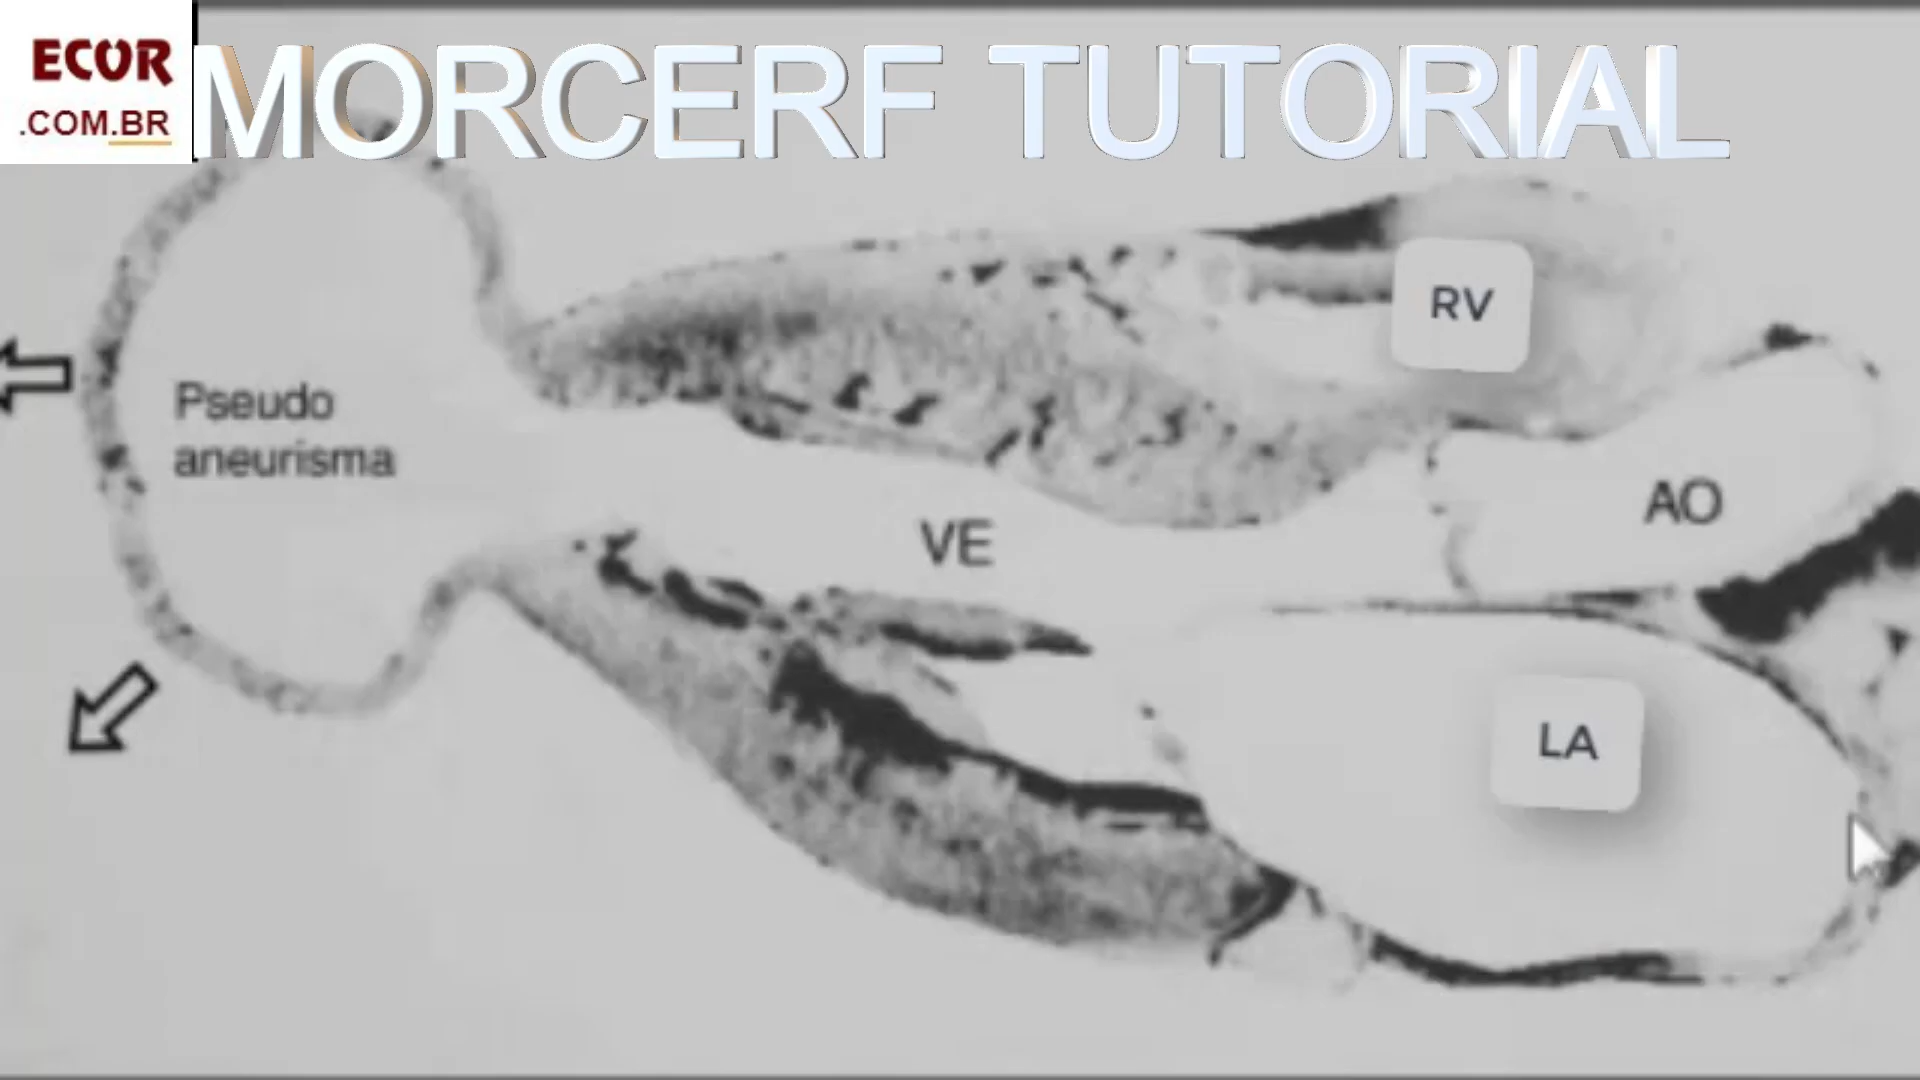 ECOR
.COM.BR
MORCERF TUTORIAL
RV
Pseudo
aneurisma
AO
VE
LA